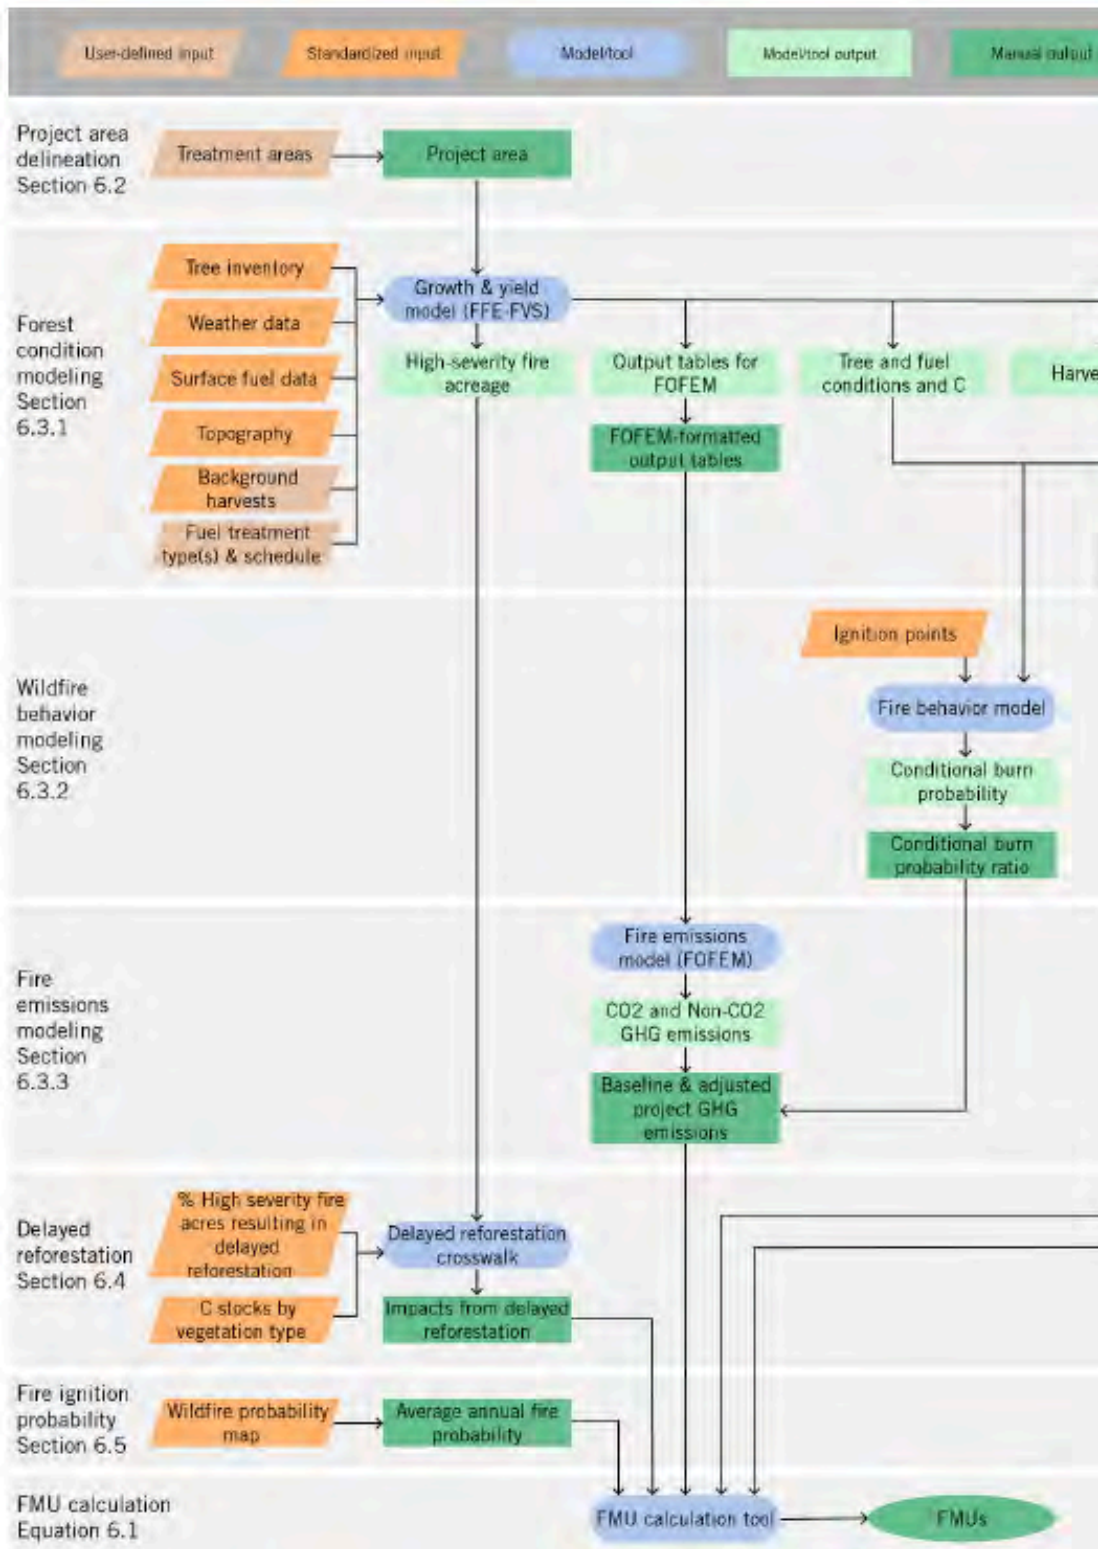 User-defined input
Standardized input
Model/tool
Model/tool output
Manual output
Project area
delineation
Section 6.2
Treatment areas
Project area
Forest
condition
modeling
Section
6.3.1
Tree inventory
Weather data
Surface fuel data
Topography
Background
harvests
Fuel treatment
type(s) & schedule
Growth & yield
model (FFE-FVS)
High-severity fire
acreage
Output tables for
FOFEM
FOFEM-formatted
output tables
Tree and fuel
conditions and C
Harve
Wildfire
behavior
modeling
Section
6.3.2
Ignition points
Fire behavior model
Conditional burn
probability
Conditional burn
probability ratio
Fire
emissions
modeling
Section
6.3.3
Fire emissions
model (FOFEM)
CO2 and Non-CO2
GHG emissions
Baseline & adjusted
project GHG
emissions
Delayed
reforestation
Section 6.4
% High severity fire
acres resulting in
delayed
reforestation
C stocks by
vegetation type
Delayed reforestation
crosswalk
Impacts from delayed
reforestation
Fire ignition
probability
Section 6.5
Wildfire probability
map
Average annual fire
probability
FMU calculation
Equation 6.1
FMU calculation tool
FMUs